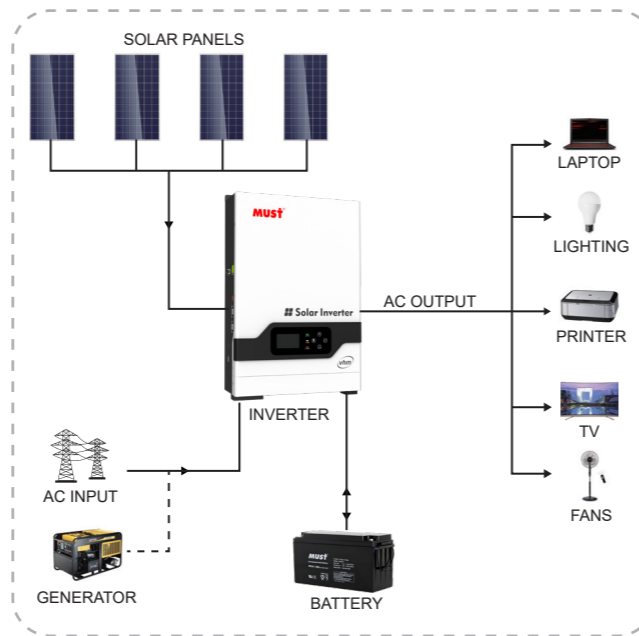 SOLAR PANELS
MUST
Solar Inverter
AC OUTPUT
INVERTER
LAPTOP
LIGHTING
PRINTER
TV
FANS
AC INPUT
GENERATOR
MUST
BATTERY